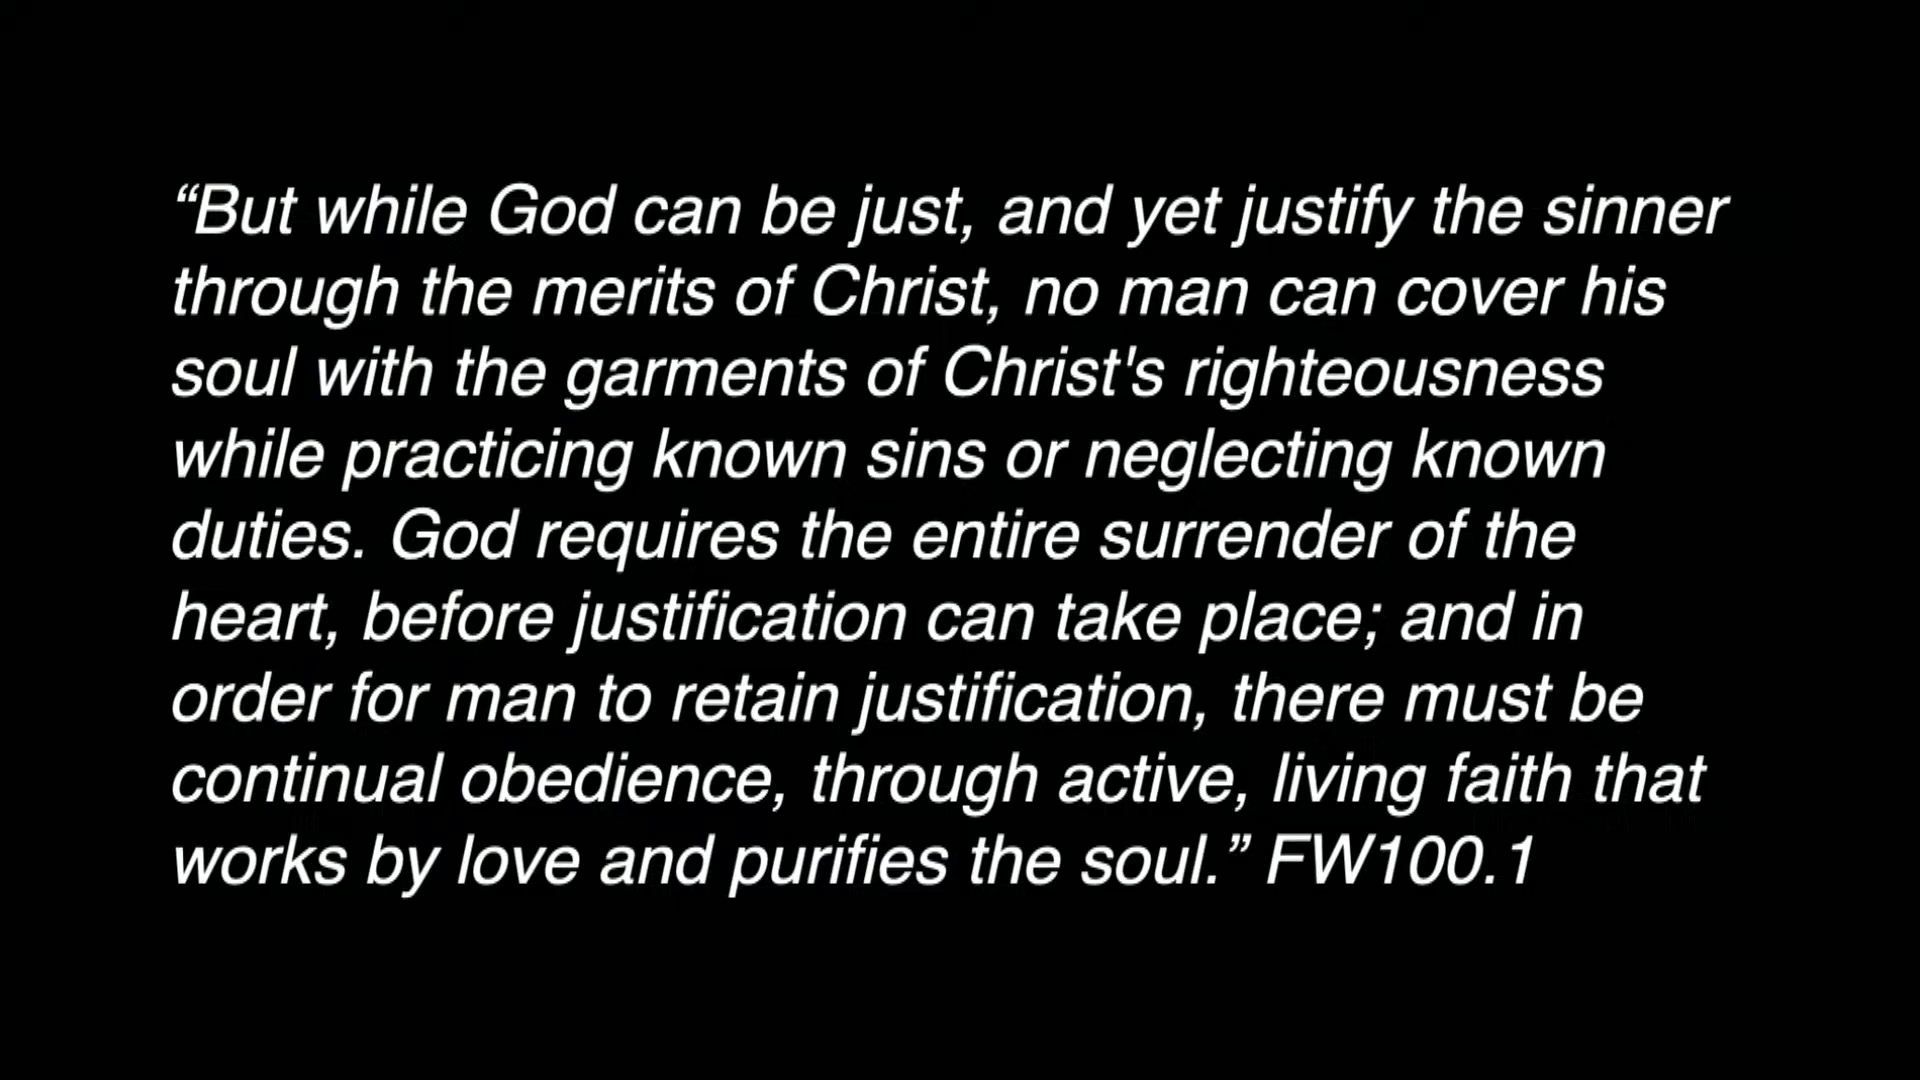 “But while God can be just, and yet justify the sinner
through the merits of Christ, no man can cover his
soul with the garments of Christ's righteousness
while practicing known sins or neglecting known
duties. God requires the entire surrender of the
heart, before justification can take place; and in
order for man to retain justification, there must be
continual obedience, through active, living faith that
works by love and purifies the soul.” FW100.1